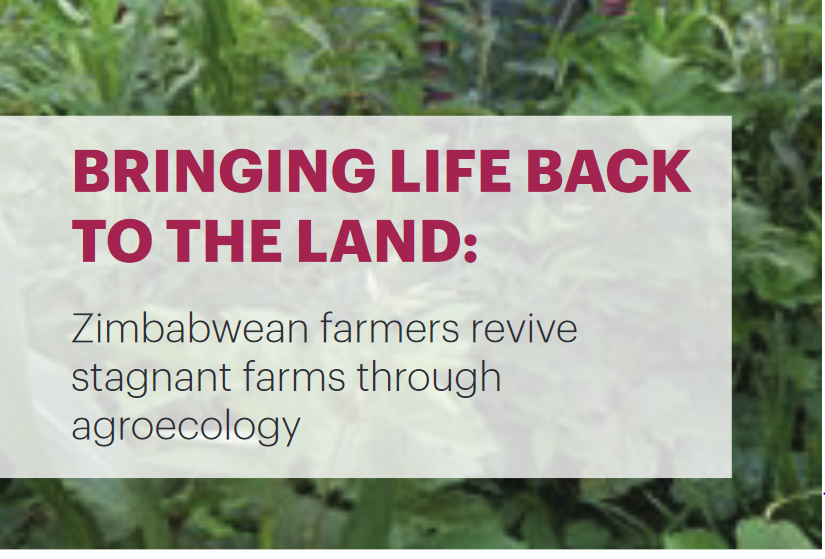 BRINGING LIFE BACK
TO THE LAND:
Zimbabwean farmers revive
stagnant farms through
agroecology